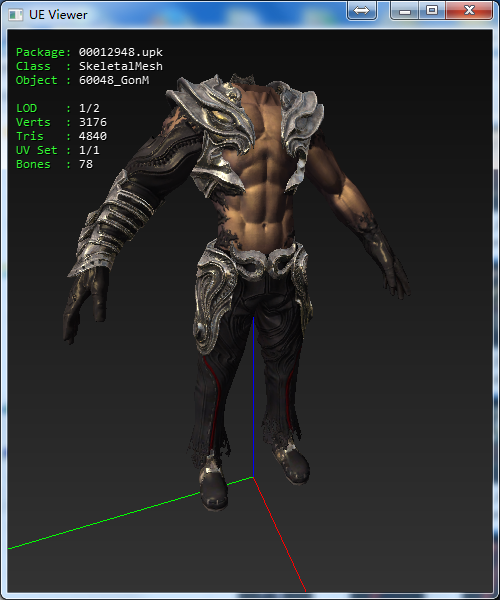 UE Viewer
Package: 00012948.upk
Class : SkeletalMesh
Object : 60048_GonM
LOD : 1/2
Verts : 3176
Tris : 4840
UV Set : 1/1
Bones : 78